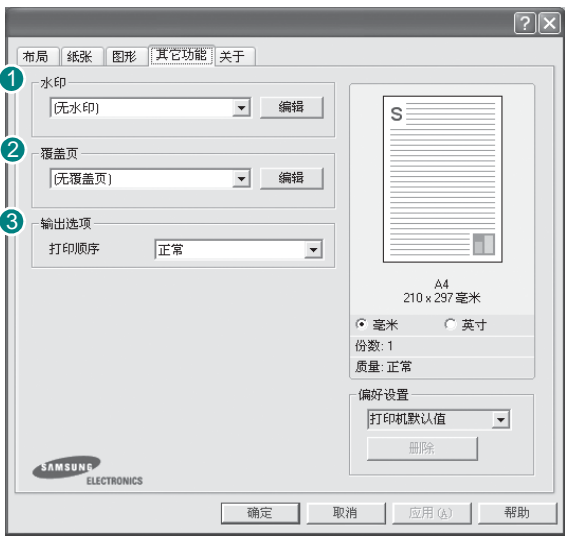 布局 纸张 图形 其它功能 关于
1 水印
(无水印) 编辑
2 覆盖页
(无覆盖页) 编辑
3 输出选项
打印顺序 正常
S
A4
210 x 297 毫米
毫米 英寸
份数: 1
质量: 正常
偏好设置
打印机默认值
删除
SAMSUNG
ELECTRONICS
确定 取消 应用(A) 帮助